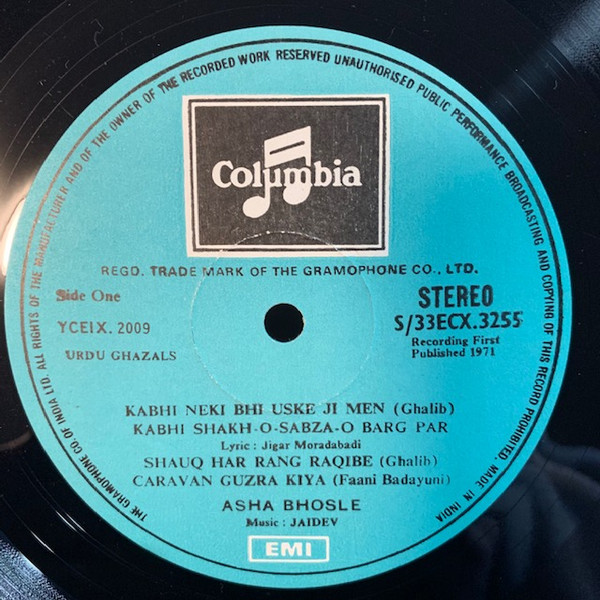 THE GRAMOPHONE CO. OF INDIA LTD. ALL RIGHTS OF THE MANUFACTURER AND OF THE OWNER OF THE RECORDED WORK RESERVED UNAUTHORISED PUBLIC PERFORMANCE BROADCASTING AND COPYING OF THIS RECORD PROHIBITED. MADE IN INDIA
Columbia
REGD. TRADE MARK OF THE GRAMOPHONE CO., LTD.
Side One
STEREO
YCEIX. 2009
S/33ECX.3255
Recording First
Published 1971
URDU GHAZALS
KABHI NEKI BHI USKE JI MEN (Ghalib)
KABHI SHAKH-O-SABZA-O BARG PAR
Lyric : Jigar Moradabadi
SHAUQ HAR RANG RAQIBE (Ghalib)
CARAVAN GUZRA KIYA (Faani Badayuni)
ASHA BHOSLE
Music : JAIDEV
EMI